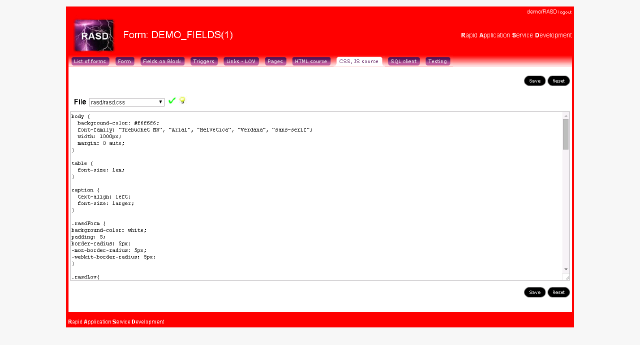 demo/RASD logout
RASD
Form: DEMO_FIELDS(1)
Rapid Application Service Demand
List of forms Form Fields on Block Triggers Links - LOV Pages HTML source CSS, JS source SQL client Testing
Save Reset
File rasd/rasd.css
body {
background-color: #f6f6f6;
font-family: "Trebuchet MS", "Arial", "Helvetica", "Verdana", "sans-serif";
width: 1000px;
margin: 0 auto;
}
table {
font-size: 1em;
}
caption {
text-align: left;
font-size: larger;
}
.rasdForm {
background-color: white;
padding: 5;
border-radius: 5px;
-moz-border-radius: 5px;
-webkit-border-radius: 5px;
}
.rasdLov{
Save Reset
Rapid Application Service Development